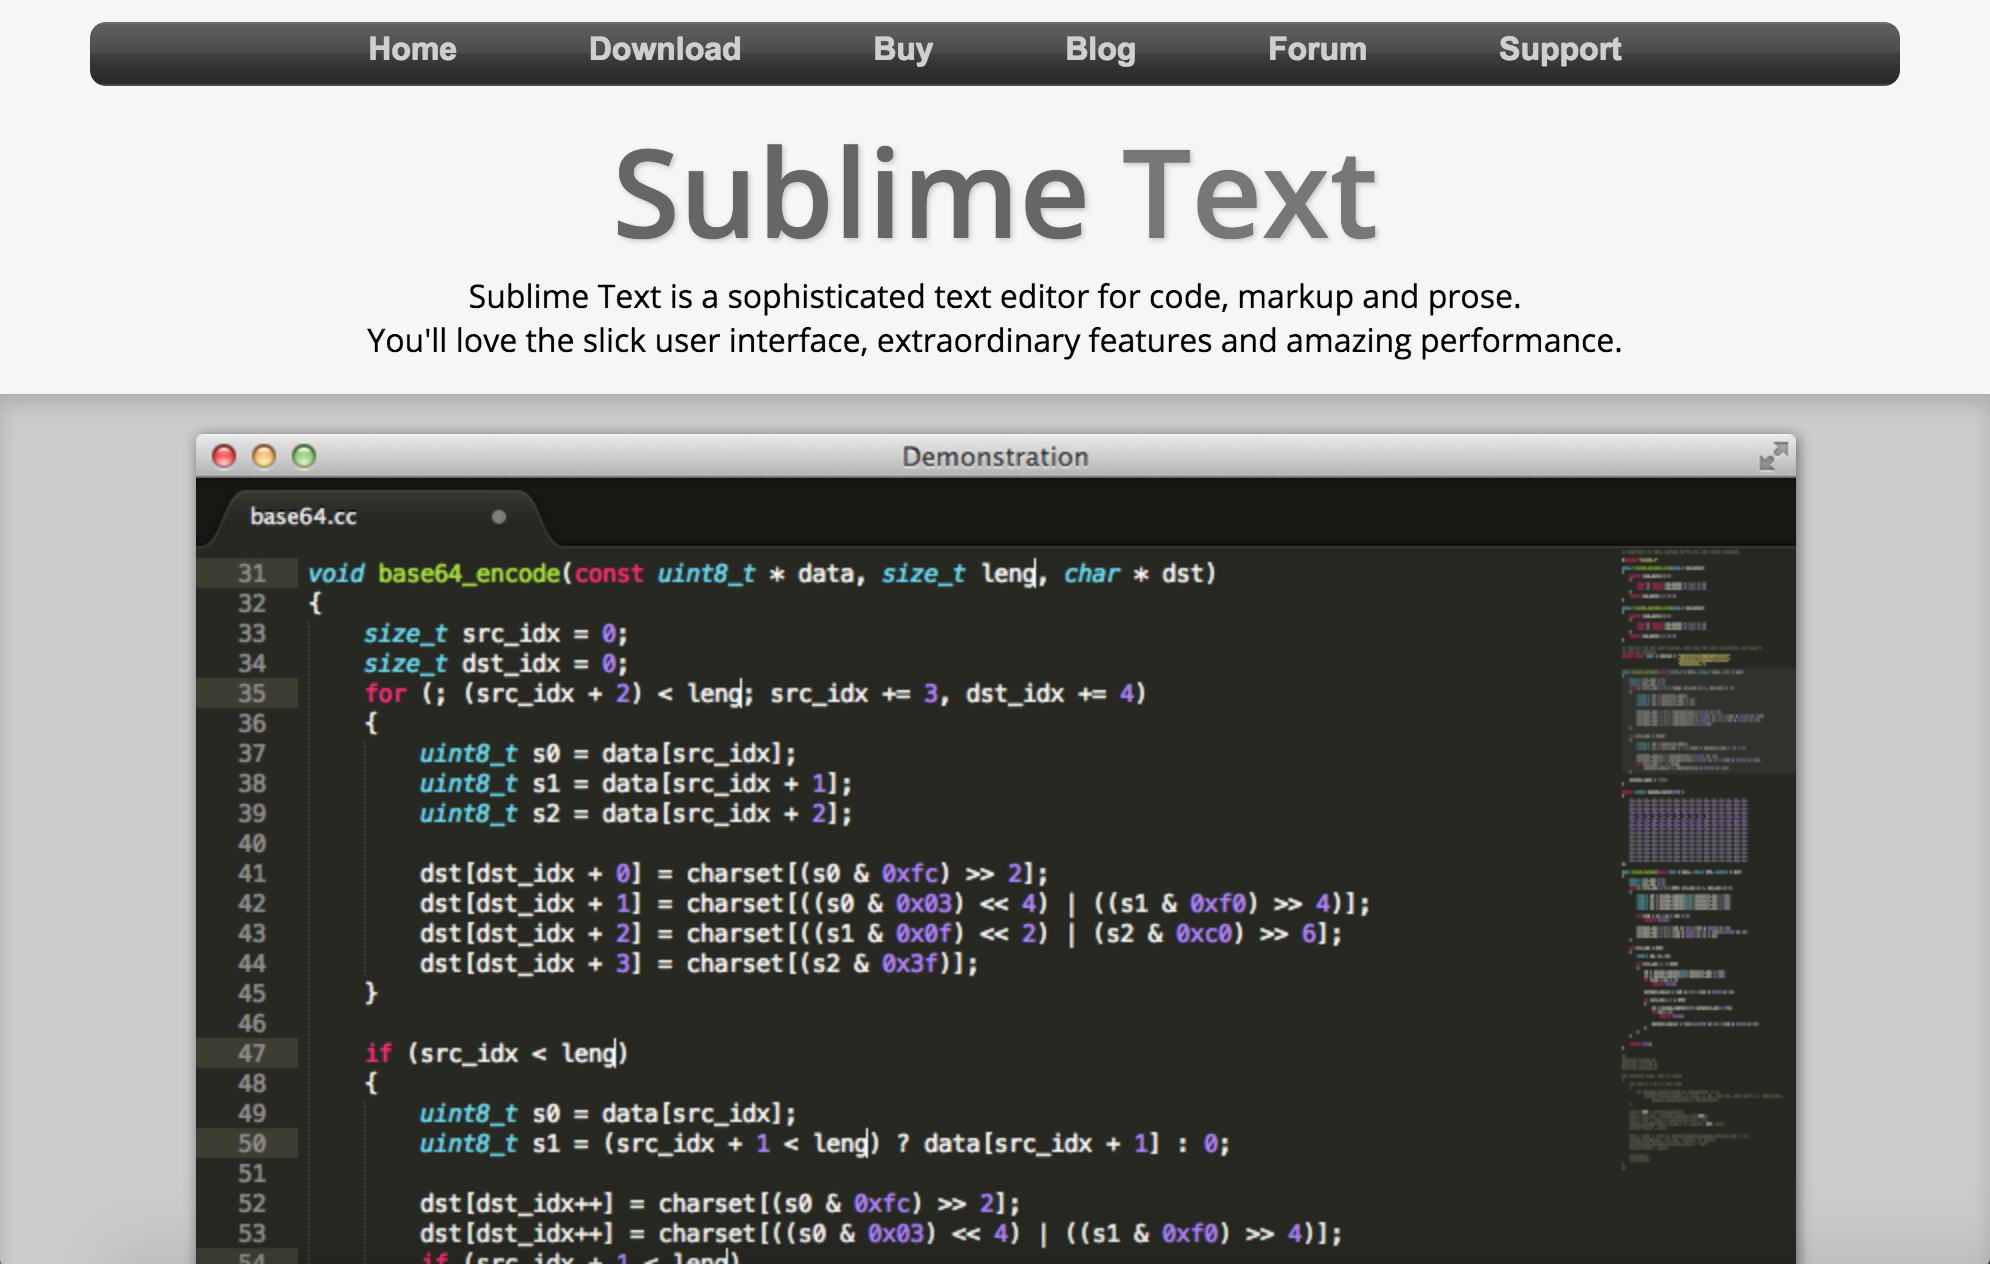 Home Download Buy Blog Forum Support
Sublime Text
Sublime Text is a sophisticated text editor for code, markup and prose.
You'll love the slick user interface, extraordinary features and amazing performance.
Demonstration
base64.cc
31 void base64_encode(const uint8_t * data, size_t leng, char * dst)
32 {
33     size_t src_idx = 0;
34     size_t dst_idx = 0;
35     for (; (src_idx + 2) < leng; src_idx += 3, dst_idx += 4)
36     {
37         uint8_t s0 = data[src_idx];
38         uint8_t s1 = data[src_idx + 1];
39         uint8_t s2 = data[src_idx + 2];
40
41         dst[dst_idx + 0] = charset[(s0 & 0xfc) >> 2];
42         dst[dst_idx + 1] = charset[((s0 & 0x03) << 4) | ((s1 & 0xf0) >> 4)];
43         dst[dst_idx + 2] = charset[((s1 & 0x0f) << 2) | (s2 & 0xc0) >> 6];
44         dst[dst_idx + 3] = charset[(s2 & 0x3f)];
45     }
46
47     if (src_idx < leng)
48     {
49         uint8_t s0 = data[src_idx];
50         uint8_t s1 = (src_idx + 1 < leng) ? data[src_idx + 1] : 0;
51
52         dst[dst_idx++] = charset[(s0 & 0xfc) >> 2];
53         dst[dst_idx++] = charset[((s0 & 0x03) << 4) | ((s1 & 0xf0) >> 4)];
54         if (src_idx + 1 < leng)